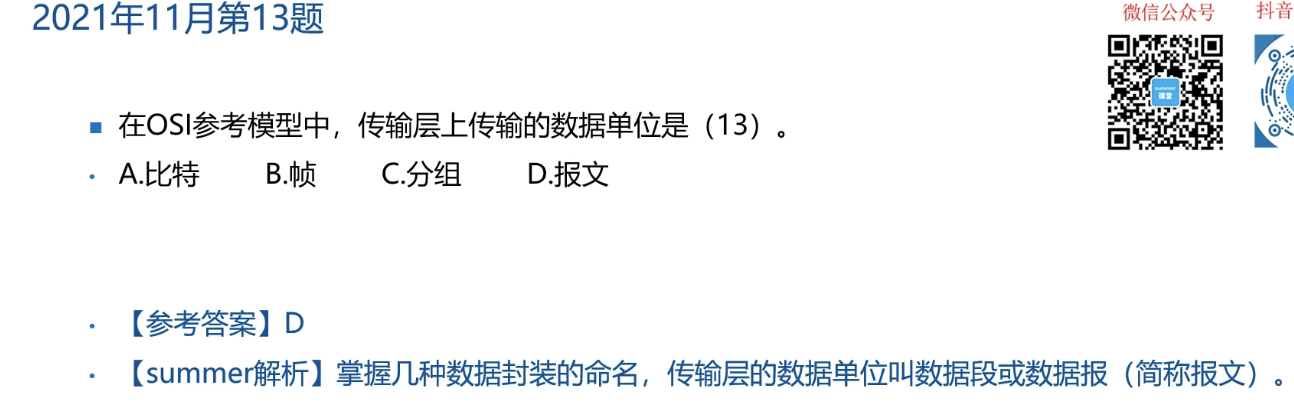 2021年11月第13题
微信公众号
抖音
summer
课堂
在OSI参考模型中，传输层上传输的数据单位是（13）。
A.比特 B.帧 C.分组 D.报文
【参考答案】D
【summer解析】掌握几种数据封装的命名，传输层的数据单位叫数据段或数据报（简称报文）。